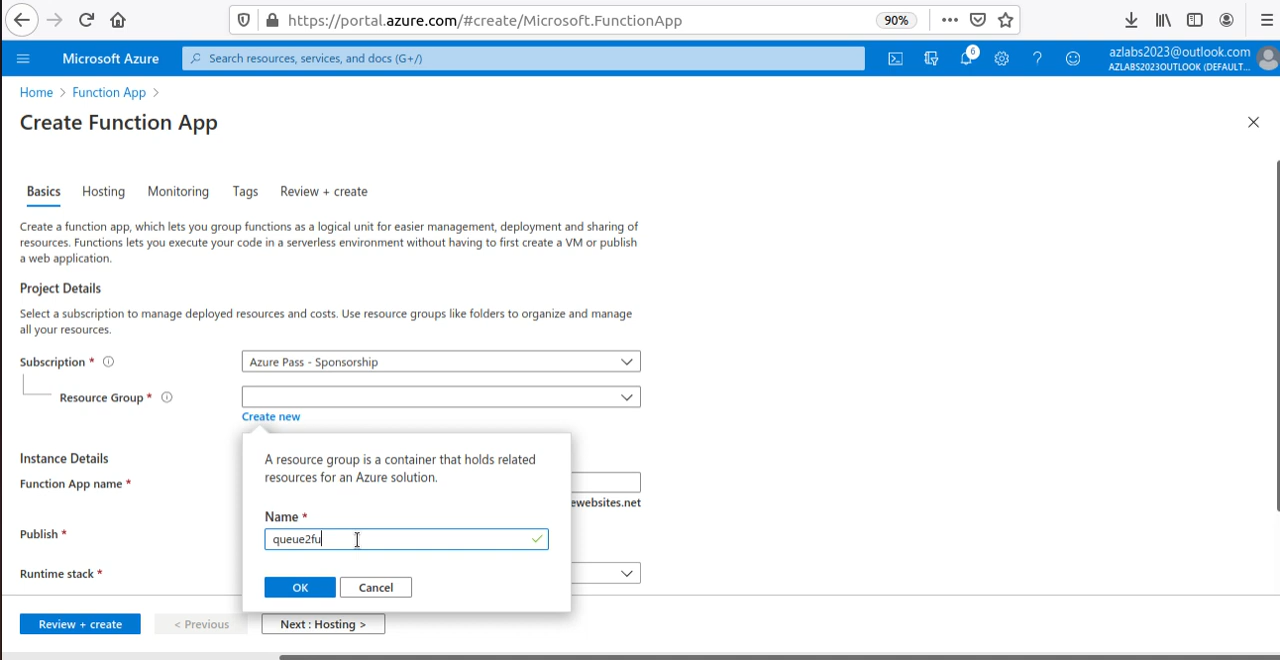 https://portal.azure.com/#create/Microsoft.FunctionApp
90%
Microsoft Azure
Search resources, services, and docs (G+/)
6
azlabs2023@outlook.com
AZLABS2023OUTLOOK (DEFAULT...
Home > Function App >
Create Function App
Basics Hosting Monitoring Tags Review + create
Create a function app, which lets you group functions as a logical unit for easier management, deployment and sharing of
resources. Functions lets you execute your code in a serverless environment without having to first create a VM or publish
a web application.
Project Details
Select a subscription to manage deployed resources and costs. Use resource groups like folders to organize and manage
all your resources.
Subscription *
Azure Pass - Sponsorship
Resource Group *
Create new
A resource group is a container that holds related
resources for an Azure solution.
Name *
queue2fu
OK Cancel
Instance Details
Function App name *
ewebsites.net
Publish *
Runtime stack *
Review + create < Previous Next : Hosting >